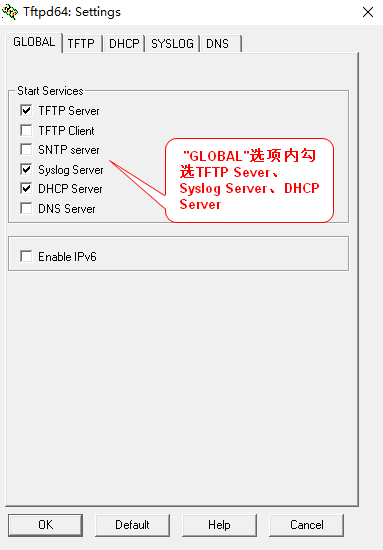 Tftpd64: Settings
GLOBAL TFTP DHCP SYSLOG DNS
Start Services
TFTP Server
TFTP Client
SNTP server
Syslog Server
DHCP Server
DNS Server
"GLOBAL"选项内勾
选TFTP Sever、
Syslog Server、DHCP
Server
Enable IPv6
OK Default Help Cancel